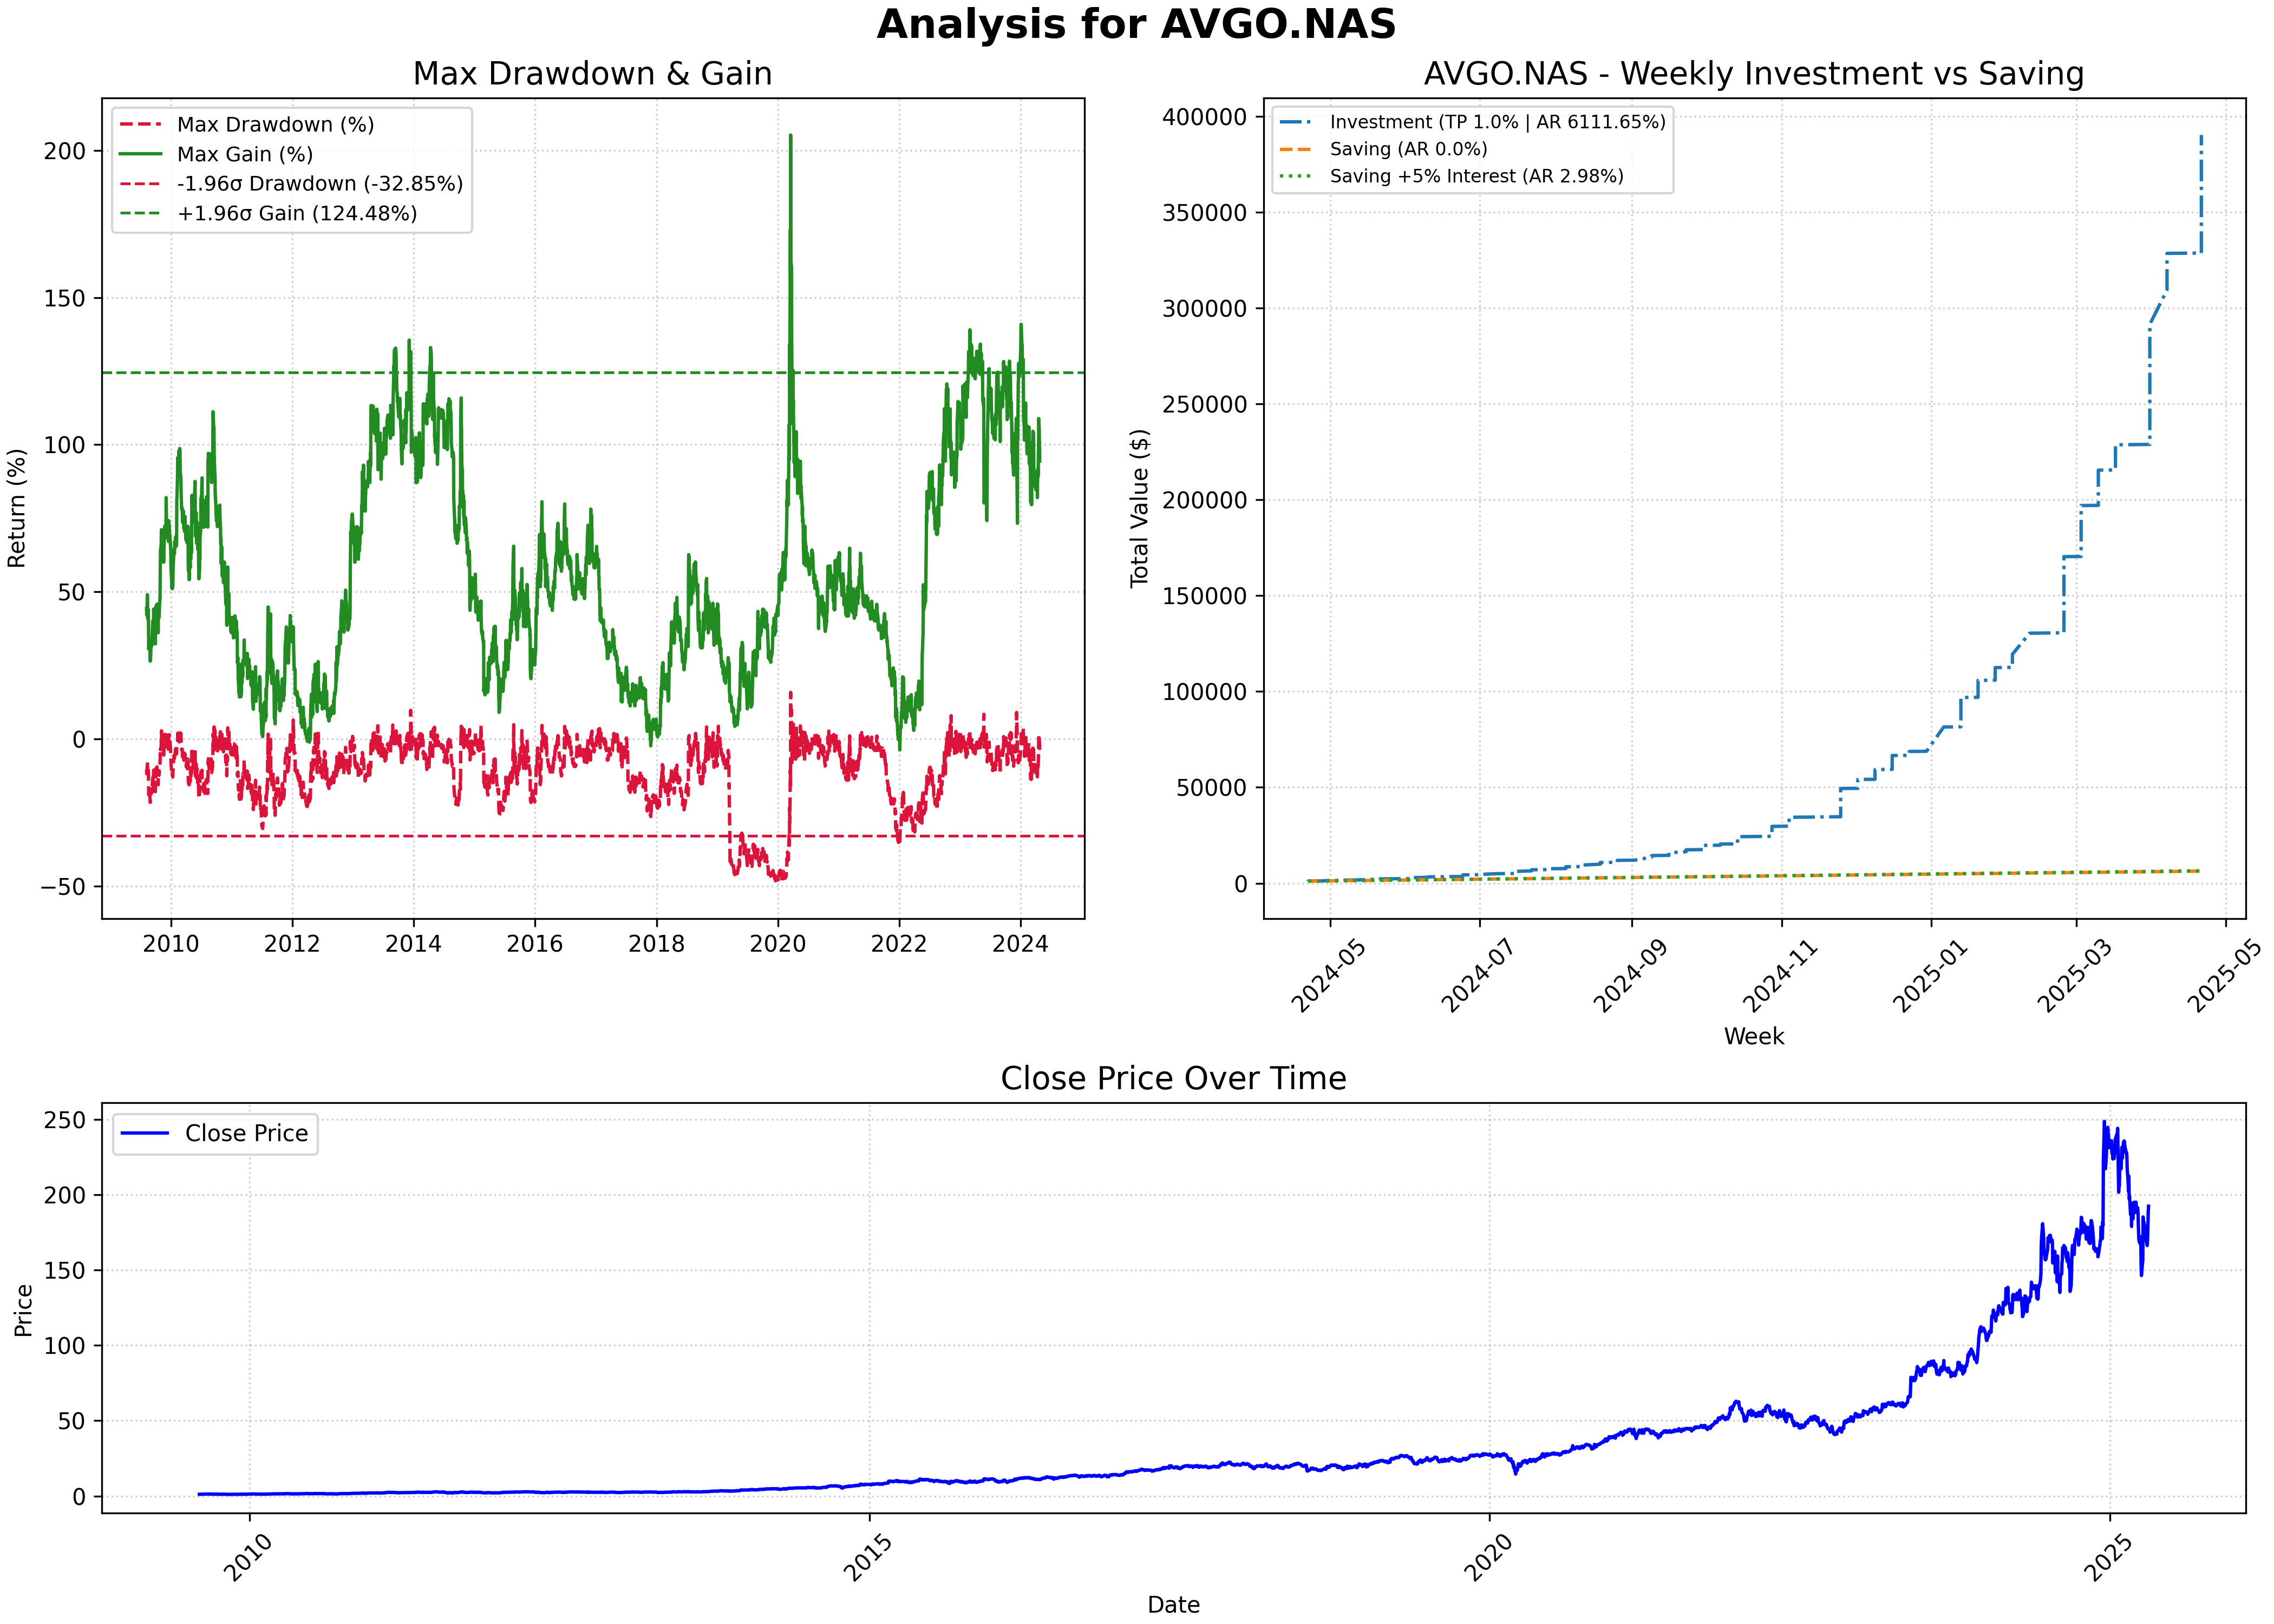 Analysis for AVGO.NAS
Max Drawdown & Gain
Max Drawdown (%)
Max Gain (%)
-1.96σ Drawdown (-32.85%)
+1.96σ Gain (124.48%)
Return (%)
200
150
100
50
0
−50
2010
2012
2014
2016
2018
2020
2022
2024
AVGO.NAS - Weekly Investment vs Saving
Investment (TP 1.0% | AR 6111.65%)
Saving (AR 0.0%)
Saving +5% Interest (AR 2.98%)
Total Value ($)
400000
350000
300000
250000
200000
150000
100000
50000
0
2024-05
2024-07
2024-09
2024-11
2025-01
2025-03
2025-05
Week
Close Price Over Time
Close Price
Price
250
200
150
100
50
0
2010
2015
2020
2025
Date